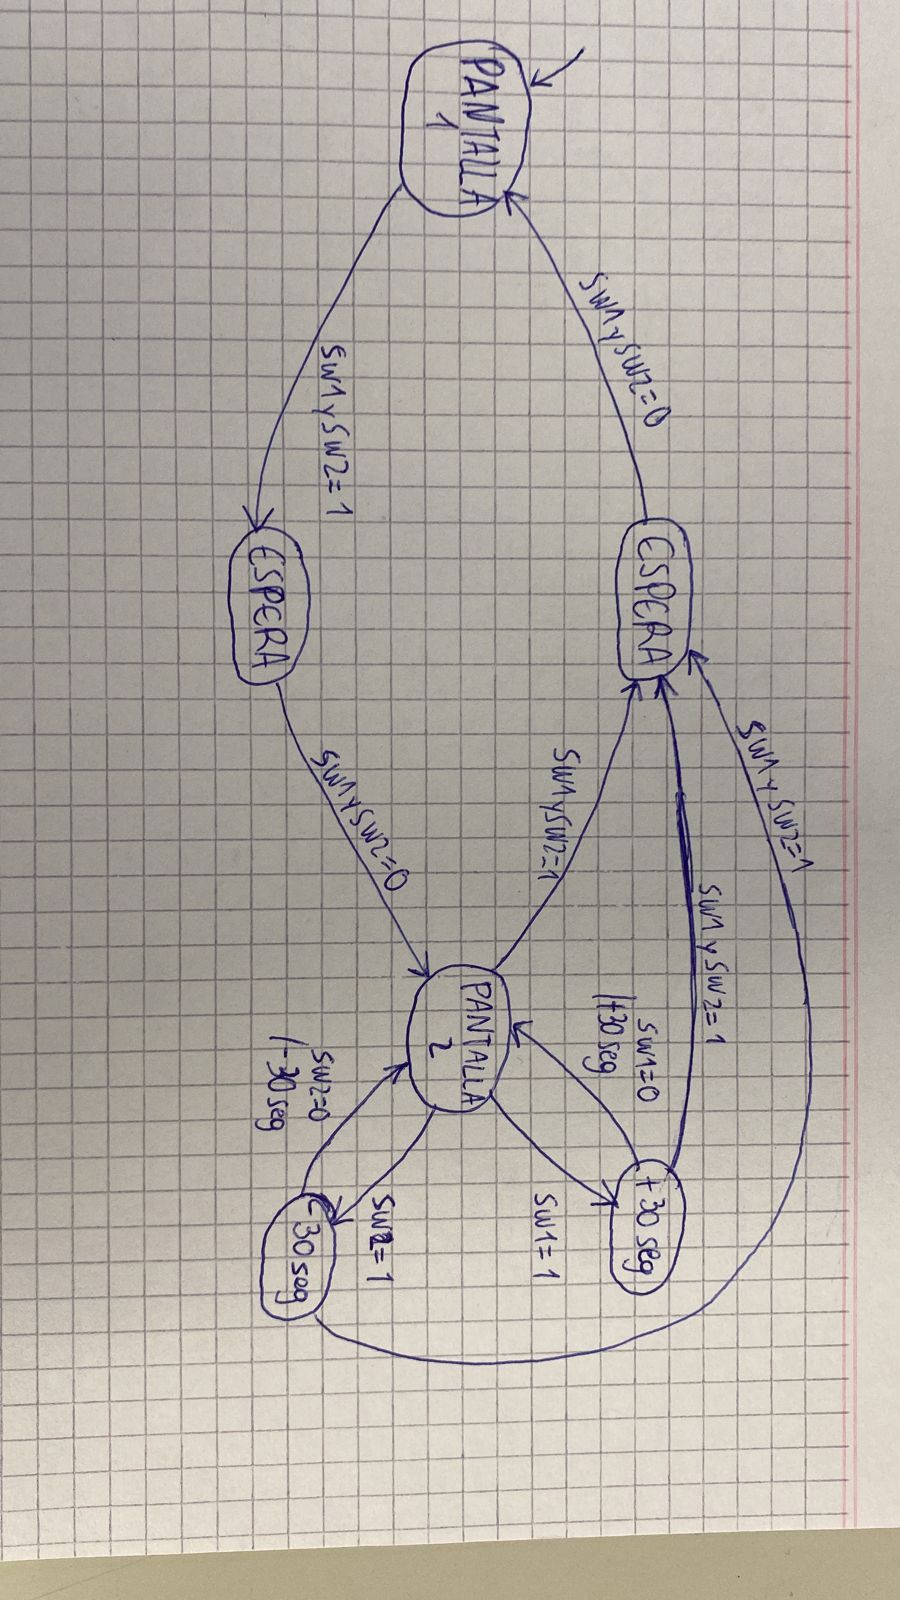 PANTALLA
1
SW1 y SW2=0
SW1 y SW2=1
ESPERA
ESPERA
SW1 y SW2=1
SW1 y SW2=1
SW1 y SW2=1
SW1 y SW2=0
PANTALLA
2
SW1=0
/+30 seg
SW2=0
/-30 seg
+30 seg
SW1=1
SW2=1
-30 seg